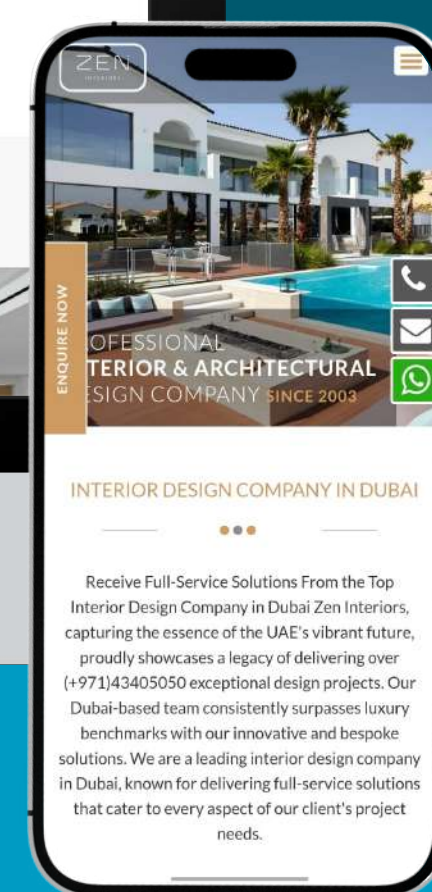 ZEN
INTERIORS
ENQUIRE NOW
OFESSIONAL
TERIOR & ARCHITECTURAL
ESIGN COMPANY SINCE 2003
INTERIOR DESIGN COMPANY IN DUBAI
Receive Full-Service Solutions From the Top
Interior Design Company in Dubai Zen Interiors,
capturing the essence of the UAE's vibrant future,
proudly showcases a legacy of delivering over
(+971)43405050 exceptional design projects. Our
Dubai-based team consistently surpasses luxury
benchmarks with our innovative and bespoke
solutions. We are a leading interior design company
in Dubai, known for delivering full-service solutions
that cater to every aspect of our client's project
needs.